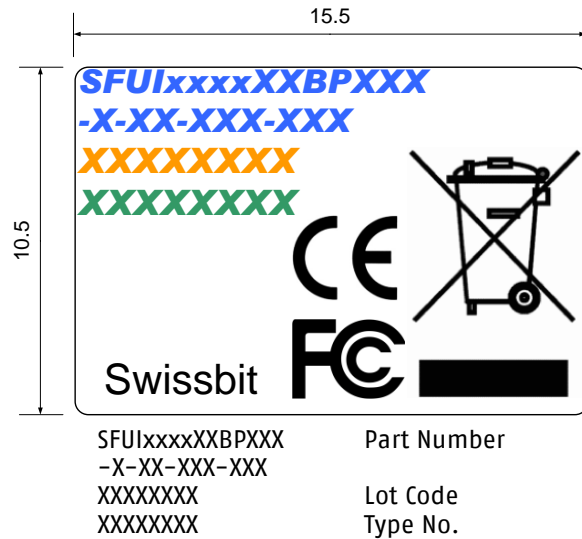 15.5
10.5
SFUIxxxxXXBPXXX
-X-XX-XXX-XXX
XXXXXXXX
XXXXXXXX
CE
FC
Swissbit
SFUIxxxxXXBPXXX Part Number
-X-XX-XXX-XXX
XXXXXXXX Lot Code
XXXXXXXX Type No.